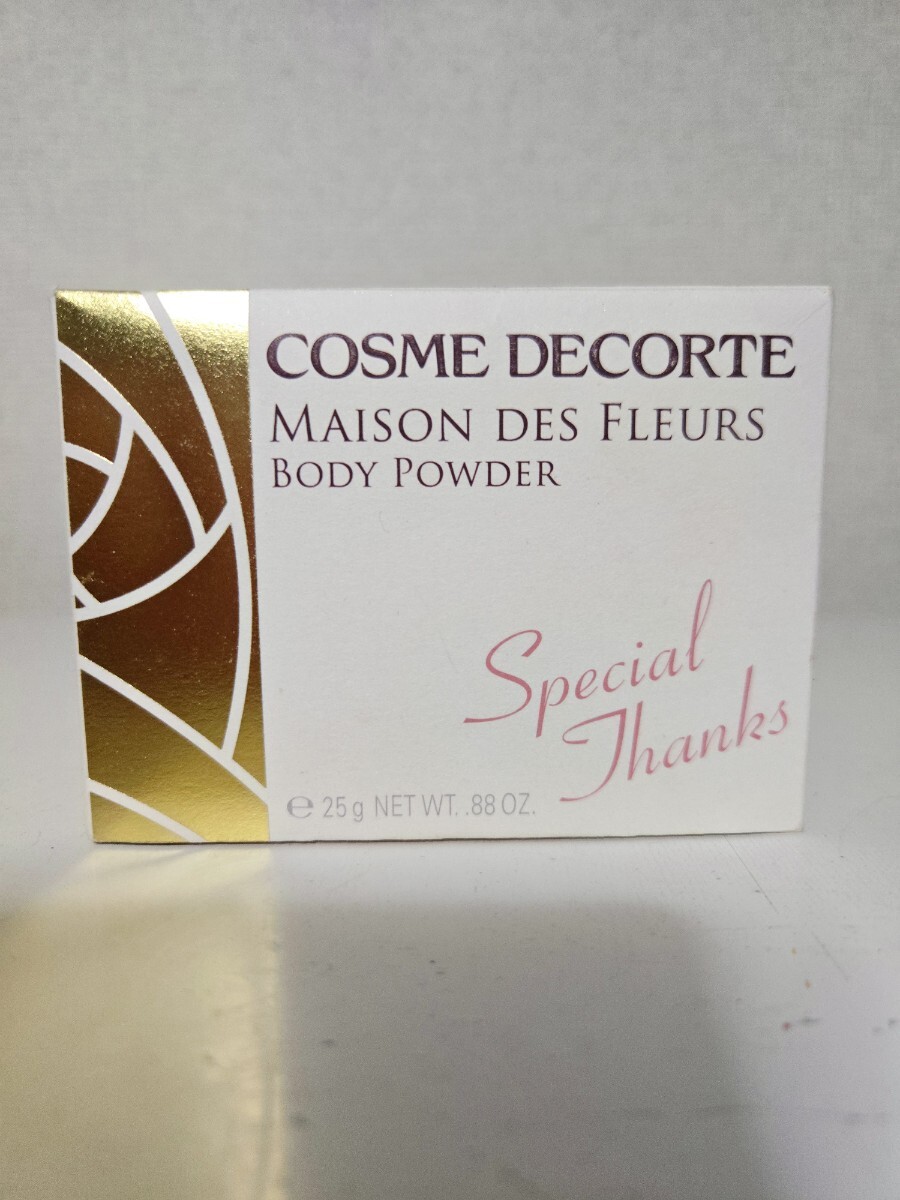 COSME DECORTE
MAISON DES FLEURS
BODY POWDER
Special
Thanks
℮ 25g NET WT. .88 OZ.